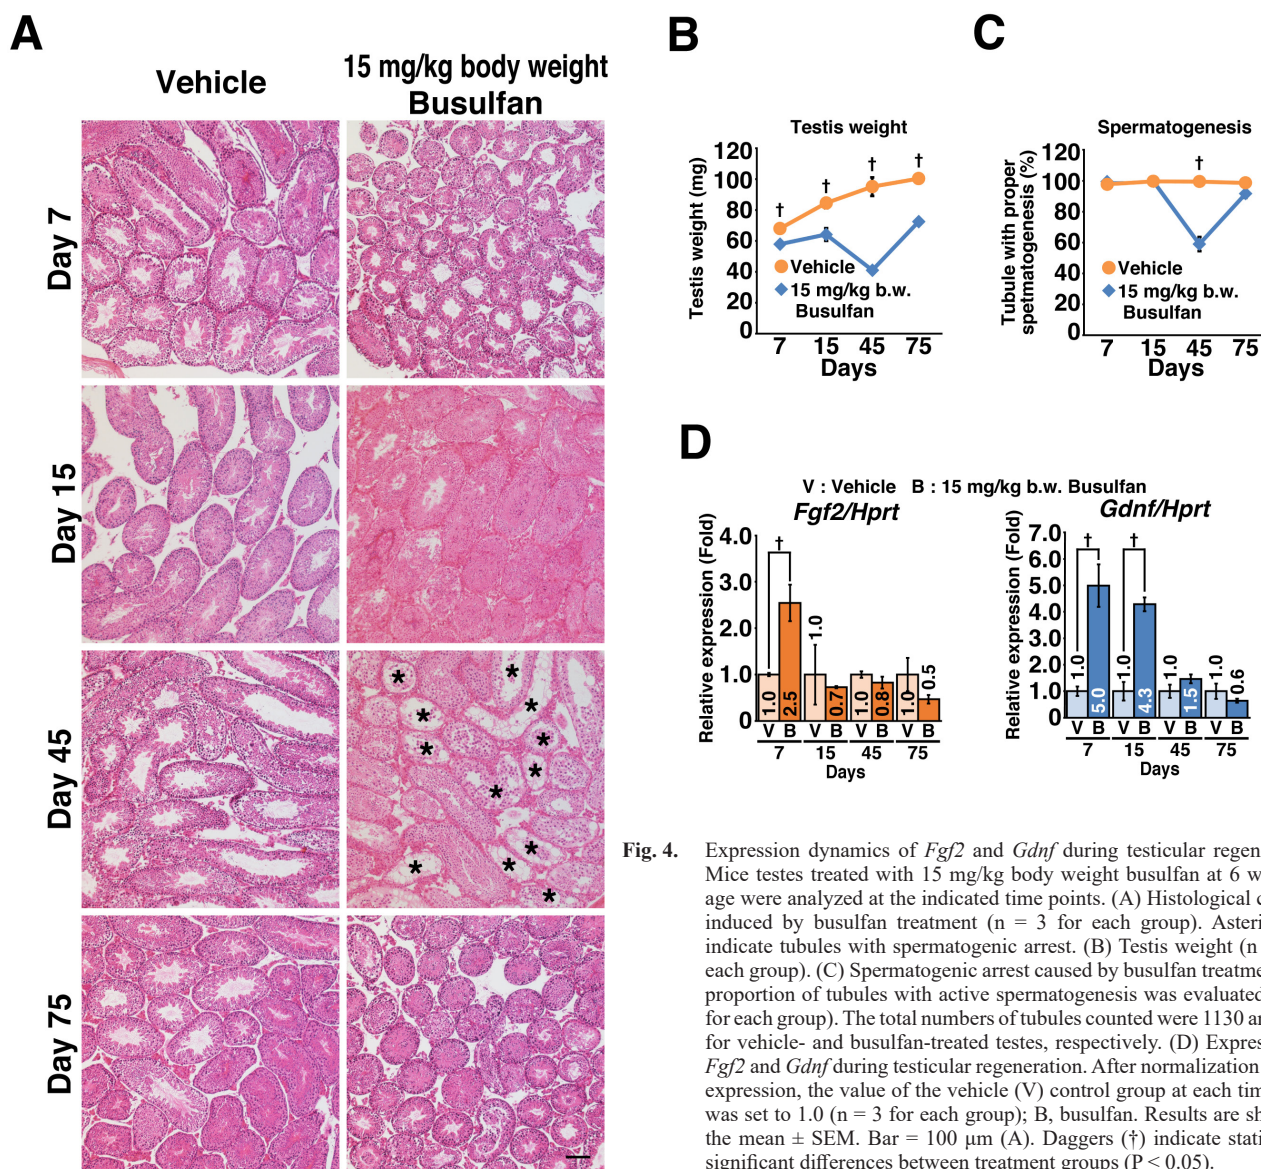 A
Vehicle
15 mg/kg body weight
Busulfan
Day 7
Day 15
Day 45
* * * * * * * * * * * *
Day 75
B
Testis weight
Testis weight (mg)
120
100
80
60
40
20
0
† † † †
Vehicle
15 mg/kg b.w.
Busulfan
7 15 45 75
Days
C
Spermatogenesis
Tubule with proper
spetmatogenesis (%)
120
100
80
60
40
20
0
†
Vehicle
15 mg/kg b.w.
Busulfan
7 15 45 75
Days
D
V : Vehicle B : 15 mg/kg b.w. Busulfan
Fgf2/Hprt
Relative expression (Fold)
4.0
3.0
2.0
1.0
0
†
1.0 2.5 1.0 0.7 1.0 0.8 1.0 0.5
V B V B V B V B
7 15 45 75
Days
Gdnf/Hprt
Relative expression (Fold)
7.0
6.0
5.0
4.0
3.0
2.0
1.0
0
† †
1.0 5.0 1.0 4.3 1.0 1.5 1.0 0.6
V B V B V B V B
7 15 45 75
Days
Fig. 4. Expression dynamics of Fgf2 and Gdnf during testicular regen
Mice testes treated with 15 mg/kg body weight busulfan at 6 w
age were analyzed at the indicated time points. (A) Histological c
induced by busulfan treatment (n = 3 for each group). Asteri
indicate tubules with spermatogenic arrest. (B) Testis weight (n
each group). (C) Spermatogenic arrest caused by busulfan treatme
proportion of tubules with active spermatogenesis was evaluated
for each group). The total numbers of tubules counted were 1130 a
for vehicle- and busulfan-treated testes, respectively. (D) Expres
Fgf2 and Gdnf during testicular regeneration. After normalization
expression, the value of the vehicle (V) control group at each tim
was set to 1.0 (n = 3 for each group); B, busulfan. Results are sh
the mean ± SEM. Bar = 100 μm (A). Daggers (†) indicate stati
significant differences between treatment groups (P < 0.05).